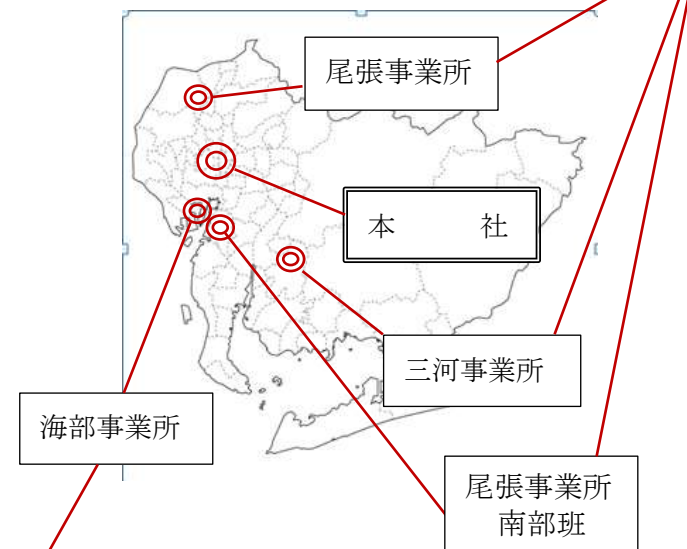 尾張事業所
本　　社
三河事業所
海部事業所
尾張事業所
南部班